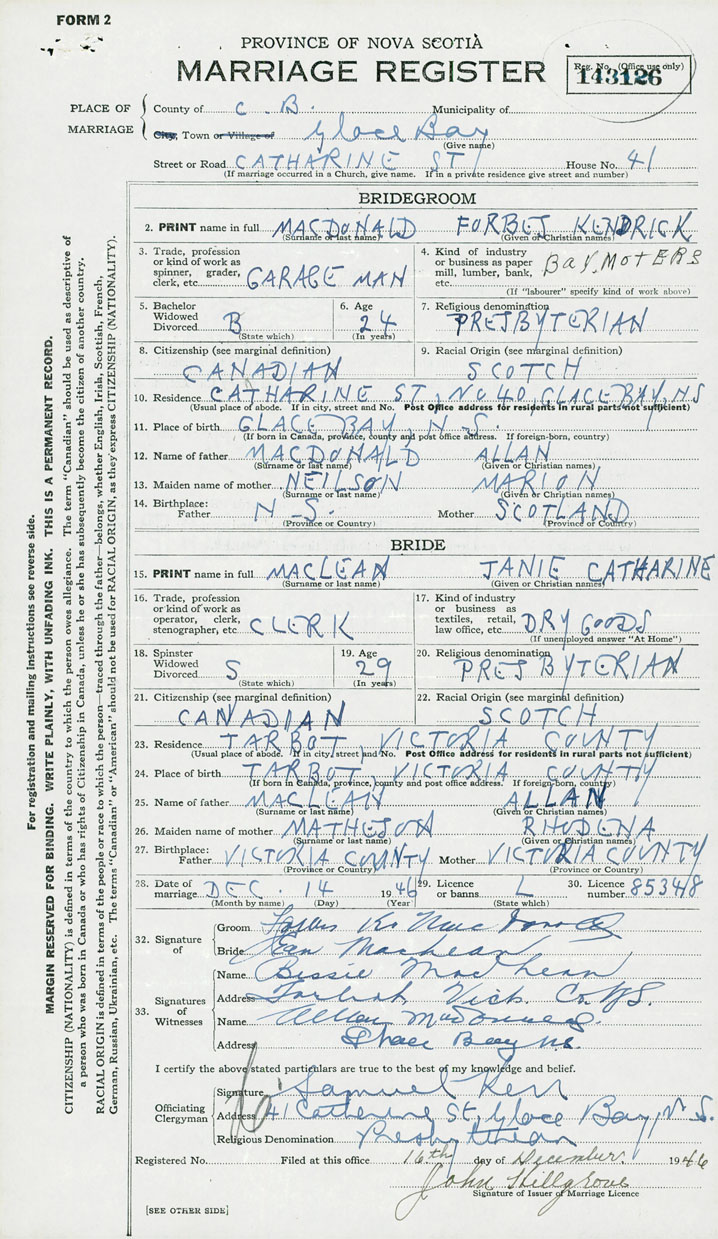 FORM 2
PROVINCE OF NOVA SCOTIA
MARRIAGE REGISTER
Reg. No. (Office use only)
143126
PLACE OF MARRIAGE
County of C. B. Municipality of
City, Town or Village of Glace Bay
(Give name)
Street or Road CATHARINE ST House No. 41
(If marriage occurred in a Church, give name. If in a private residence give street and number)
BRIDEGROOM
2. PRINT name in full MACDONALD FORBES KENDRICK
(Surname or last name) (Given or Christian names)
3. Trade, profession or kind of work as spinner, grader, clerk, etc. GARAGE MAN
4. Kind of industry or business as paper mill, lumber, bank, etc. BAY. MOTERS
(If "labourer" specify kind of work above)
5. Bachelor Widowed Divorced B
(State which)
6. Age 24
(In years)
7. Religious denomination PRESBYTERIAN
8. Citizenship (see marginal definition) CANADIAN
9. Racial Origin (see marginal definition) SCOTCH
10. Residence CATHARINE ST, NO 40, GLACE BAY, NS
(Usual place of abode. If in city, street and No. Post Office address for residents in rural parts not sufficient)
11. Place of birth GLACE BAY, N.S.
(If born in Canada, province, county and post office address. If foreign-born, country)
12. Name of father MACDONALD ALLAN
(Surname or last name) (Given or Christian names)
13. Maiden name of mother NEILSON MARION
(Surname or last name) (Given or Christian names)
14. Birthplace: Father N.S. Mother SCOTLAND
(Province or Country) (Province or Country)
BRIDE
15. PRINT name in full MACLEAN JANIE CATHARINE
(Surname or last name) (Given or Christian names)
16. Trade, profession or kind of work as operator, clerk, stenographer, etc CLERK
17. Kind of industry or business as textiles, retail, law office, etc. DRY GOODS
(If unemployed answer "At Home")
18. Spinster Widowed Divorced S
(State which)
19. Age 29
(In years)
20. Religious denomination PRESBYTERIAN
21. Citizenship (see marginal definition) CANADIAN
22. Racial Origin (see marginal definition) SCOTCH
23. Residence TARBOT, VICTORIA COUNTY
(Usual place of abode. If in city, street and No. Post Office address for residents in rural parts not sufficient)
24. Place of birth TARBOT, VICTORIA COUNTY
(If born in Canada, province, county and post office address. If foreign-born, country)
25. Name of father MACLEAN ALLAN
(Surname or last name) (Given or Christian names)
26. Maiden name of mother MATHESON RHODENA
(Surname or last name) (Given or Christian names)
27. Birthplace: Father VICTORIA COUNTY Mother VICTORIA COUNTY
(Province or Country) (Province or Country)
28. Date of marriage DEC. 14 1946
(Month by name) (Day) (Year)
29. Licence or banns L
(State which)
30. Licence number 85348
32. Signature of
Groom Forbes K. MacDonald
Bride Jean MacLean
33. Signatures of Witnesses
Name Bessie MacLean
Address Tarbot Vict. Co. N.S.
Name Allan MacDonald
Address Glace Bay N.S.
I certify the above stated particulars are true to the best of my knowledge and belief.
Officiating Clergyman
Signature Samuel Kerr
Address 41 Catherine St, Glace Bay, N.S.
Religious Denomination Presbyterian
Registered No. Filed at this office 16th day of December 1946
John Hillgrove
Signature of Issuer of Marriage Licence
[SEE OTHER SIDE]
For registration and mailing instructions see reverse side.
MARGIN RESERVED FOR BINDING. WRITE PLAINLY, WITH UNFADING INK. THIS IS A PERMANENT RECORD.
CITIZENSHIP (NATIONALITY) is defined in terms of the country to which the person owes allegiance. The term "Canadian" should be used as descriptive of
a person who was born in Canada or who has rights of Citizenship in Canada, unless he or she has subsequently become the citizen of another country.
RACIAL ORIGIN is defined in terms of the people or race to which the person—traced through the father—belongs, whether English, Irish, Scottish, French,
German, Russian, Ukrainian, etc. The terms "Canadian" or "American" should not be used for RACIAL ORIGIN, as they express CITIZENSHIP (NATIONALITY).